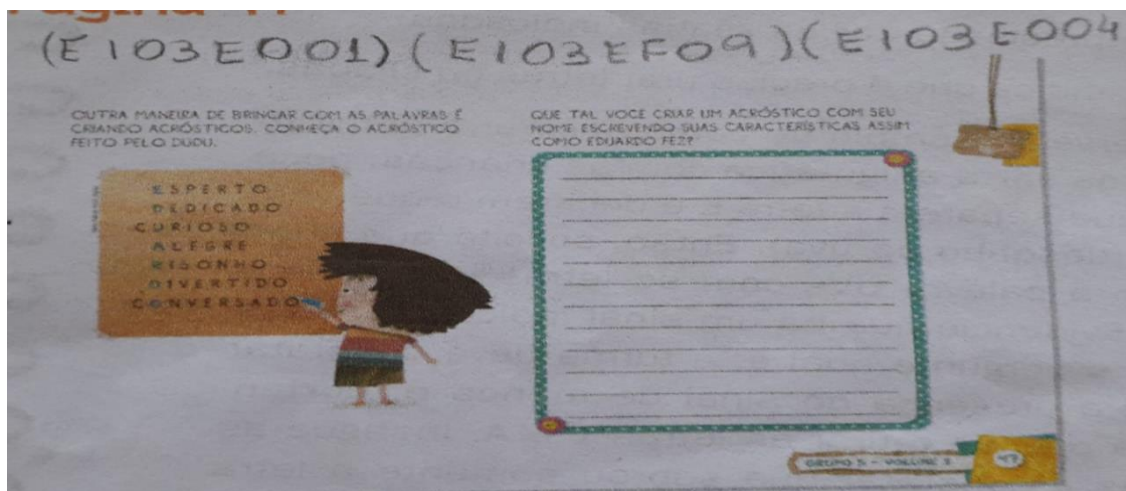 (EI03EO01) (EI03EF09) (EI03EO04
OUTRA MANEIRA DE BRINCAR COM AS PALAVRAS É
CRIANDO ACRÓSTICOS. CONHEÇA O ACRÓSTICO
FEITO PELO DUDU.
ESPERTO
DEDICADO
CURIOSO
ALEGRE
RISONHO
DIVERTIDO
CONVERSADO
QUE TAL VOCÊ CRIAR UM ACRÓSTICO COM SEU
NOME ESCREVENDO SUAS CARACTERÍSTICAS ASSIM
COMO EDUARDO FEZ?
GRUPO 5 - VOLUME
47